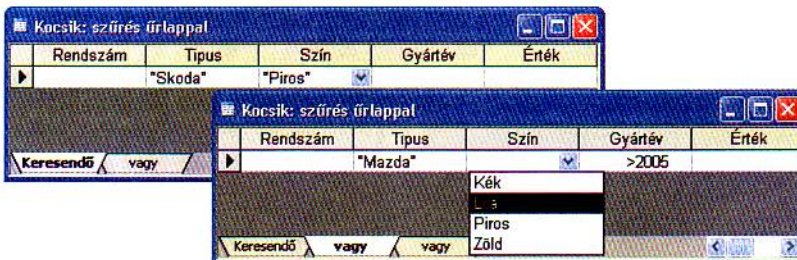 Kocsik: szűrés űrlappal
Rendszám Tipus Szín Gyártév Érték
"Skoda" "Piros"
Keresendő vagy
Kocsik: szűrés űrlappal
Rendszám Tipus Szín Gyártév Érték
"Mazda" >2005
Kék
Piros
Zöld
Keresendő vagy vagy